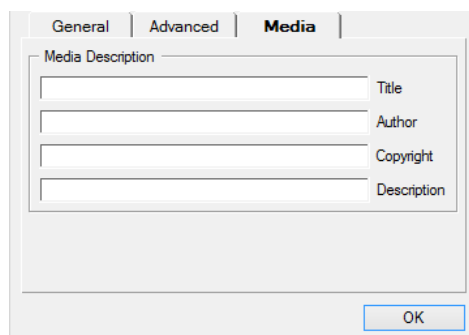 General Advanced Media
Media Description
Title
Author
Copyright
Description
OK